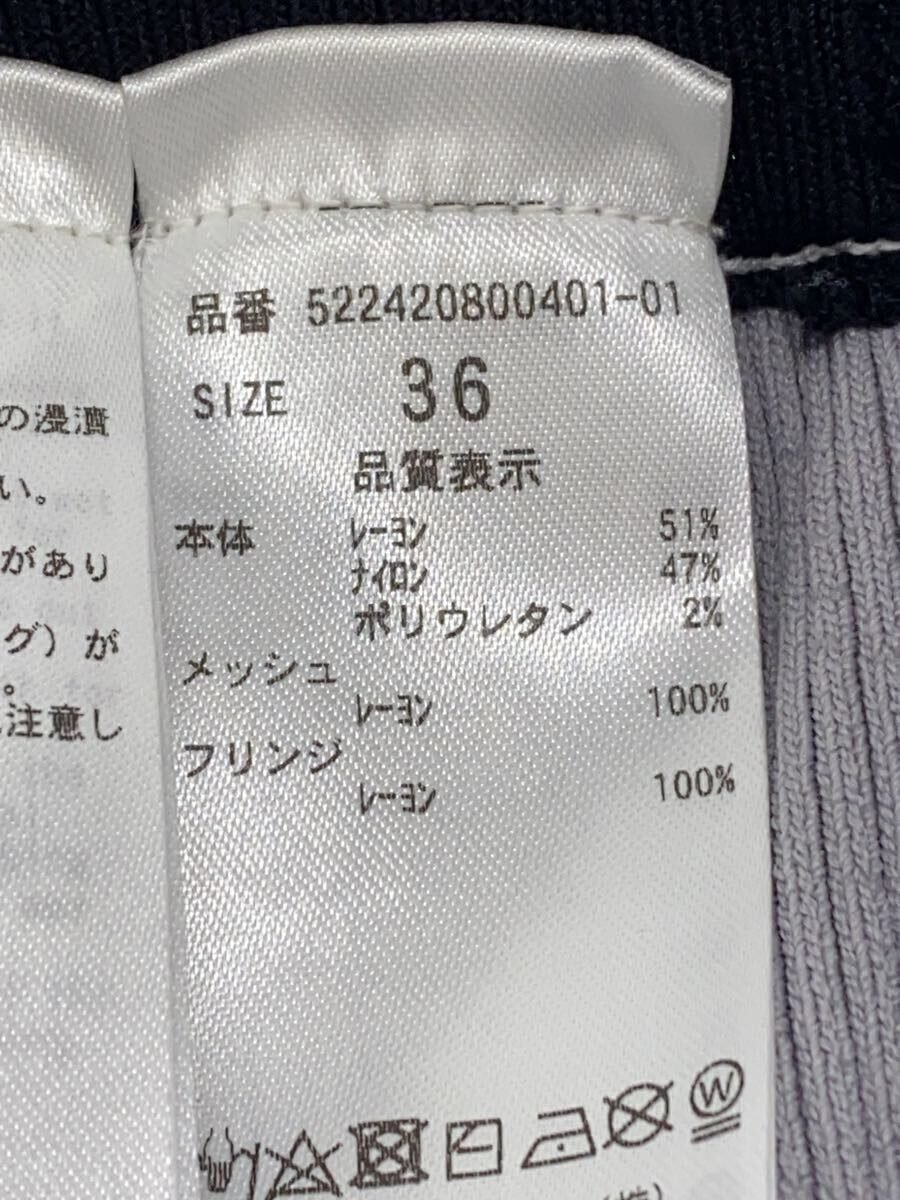 の浸漬
い。
があり
グ）が
。
注意し
品番 522420800401-01
SIZE 36
品質表示
本体 ﾚｰﾖﾝ 51%
ﾅｲﾛﾝ 47%
ポリウレタン 2%
メッシュ
ﾚｰﾖﾝ 100%
フリンジ
ﾚｰﾖﾝ 100%
W